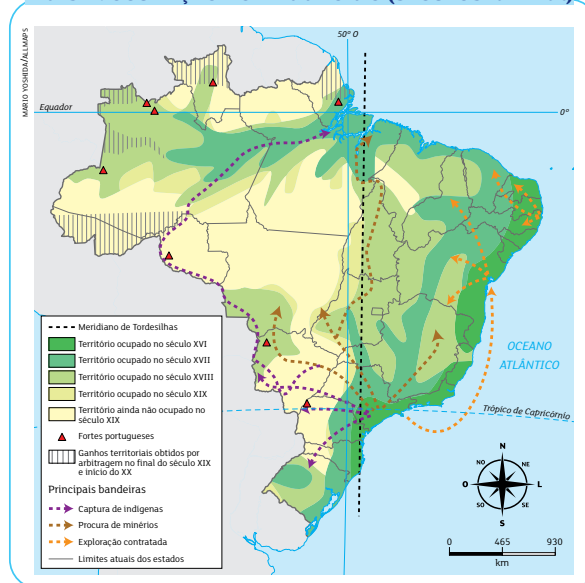 MARIO YOSHIDA/ALLMAPS
50° O
Equador
0°
OCEANO
ATLÂNTICO
Trópico de Capricórnio
Meridiano de Tordesilhas
Território ocupado no século XVI
Território ocupado no século XVII
Território ocupado no século XVIII
Território ocupado no século XIX
Território ainda não ocupado no
século XIX
Fortes portugueses
Ganhos territoriais obtidos por
arbitragem no final do século XIX
e início do XX
Principais bandeiras
Captura de indígenas
Procura de minérios
Exploração contratada
Limites atuais dos estados
N
NO
NE
O
L
SO
SE
S
0
465
930
km